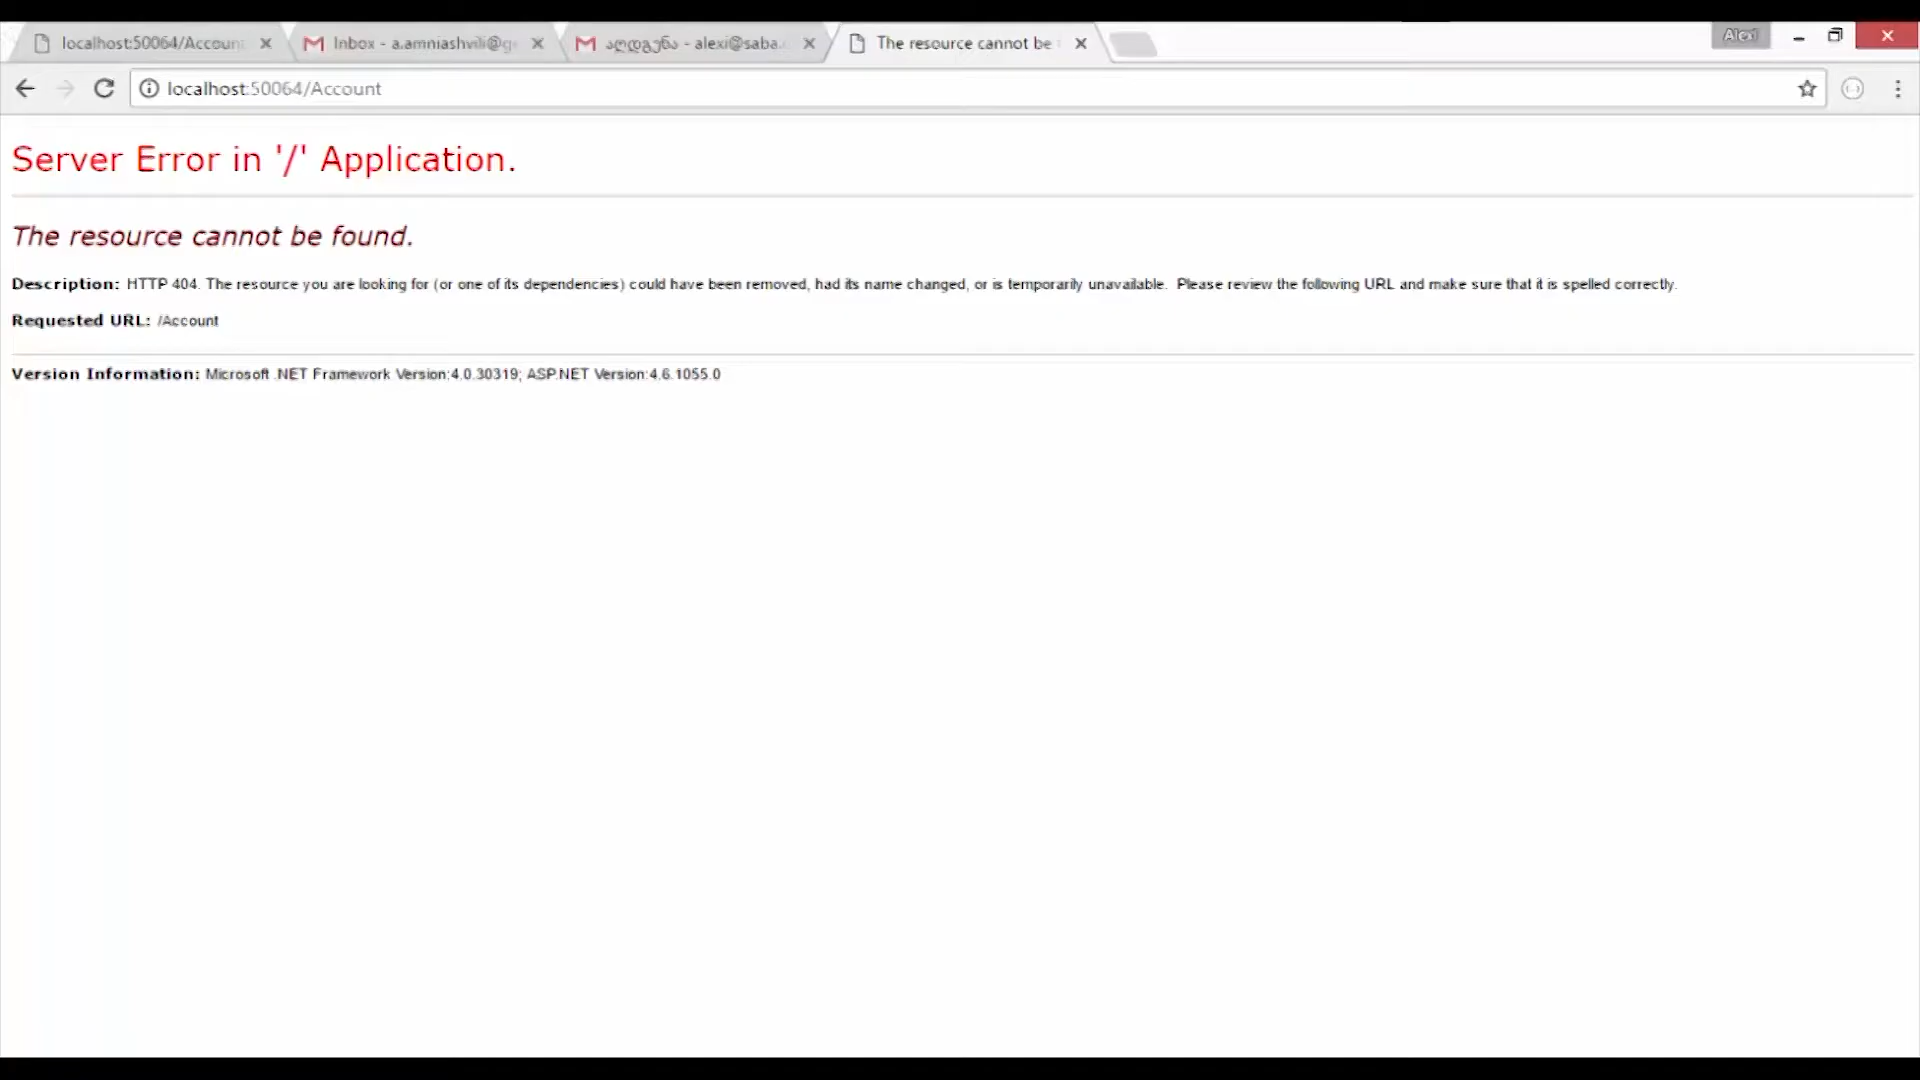 localhost:50064/Account
Inbox - a.amniashvili@g
აღდგენა - alexi@saba.
The resource cannot be
Alexi
localhost:50064/Account
Server Error in '/' Application.
The resource cannot be found.
Description: HTTP 404. The resource you are looking for (or one of its dependencies) could have been removed, had its name changed, or is temporarily unavailable. Please review the following URL and make sure that it is spelled correctly.
Requested URL: /Account
Version Information: Microsoft .NET Framework Version:4.0.30319; ASP.NET Version:4.6.1055.0